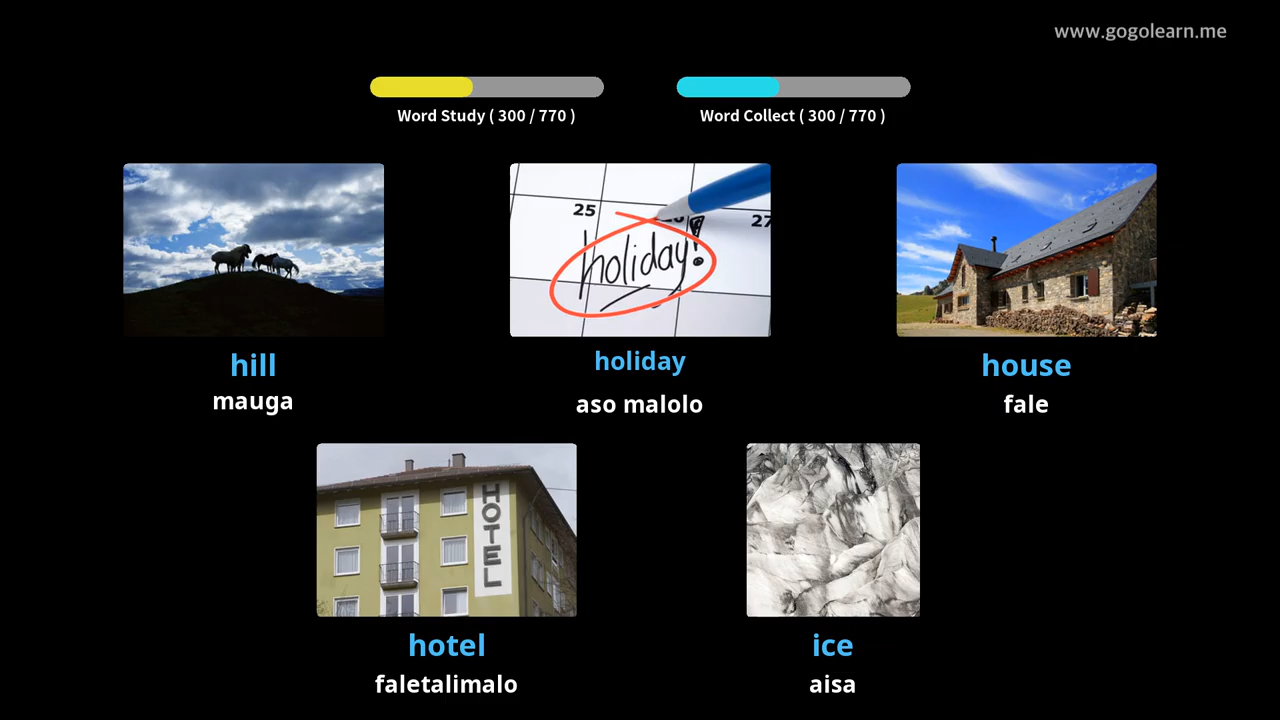 www.gogolearn.me
Word Study ( 300 / 770 )
Word Collect ( 300 / 770 )
25
27
holiday!
hill
holiday
house
mauga
aso malolo
fale
HOTEL
hotel
ice
faletalimalo
aisa